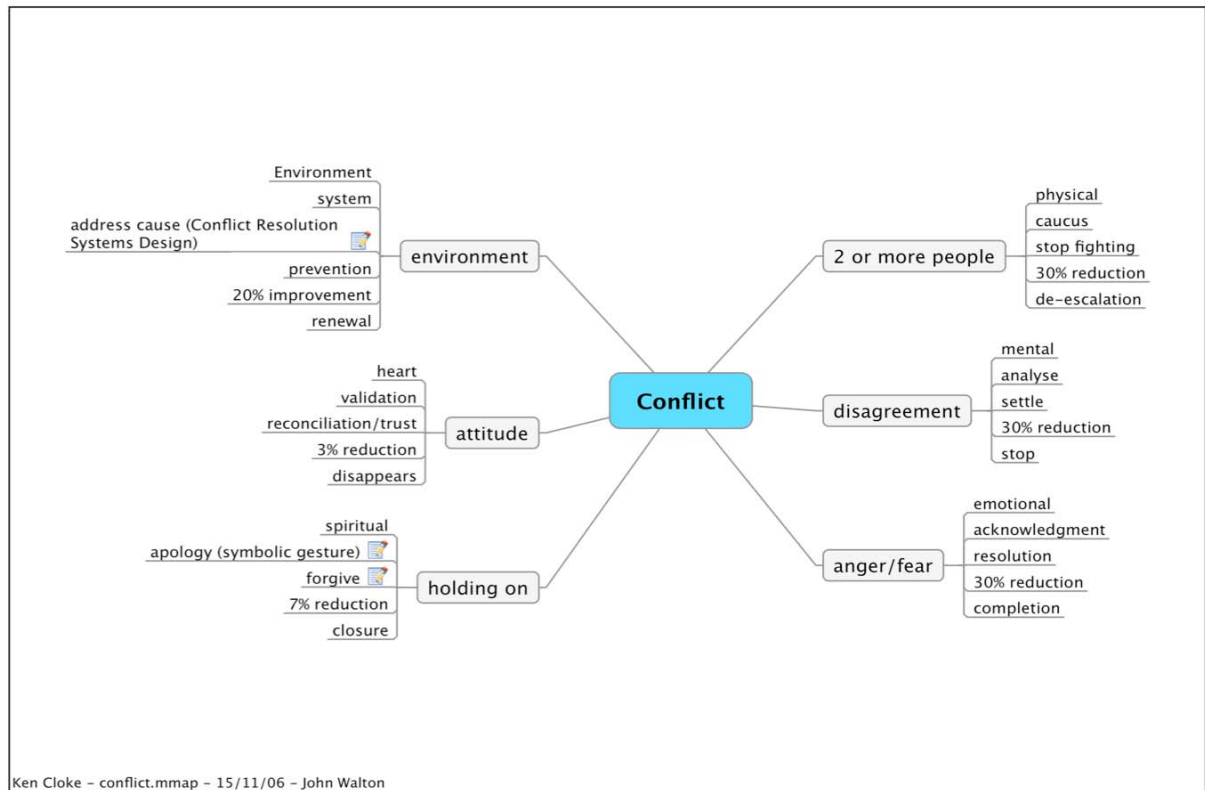 Conflict
2 or more people
physical
caucus
stop fighting
30% reduction
de-escalation
disagreement
mental
analyse
settle
30% reduction
stop
anger/fear
emotional
acknowledgment
resolution
30% reduction
completion
holding on
spiritual
apology (symbolic gesture)
forgive
7% reduction
closure
attitude
heart
validation
reconciliation/trust
3% reduction
disappears
environment
Environment
system
address cause (Conflict Resolution
Systems Design)
prevention
20% improvement
renewal
Ken Cloke - conflict.mmap - 15/11/06 - John Walton